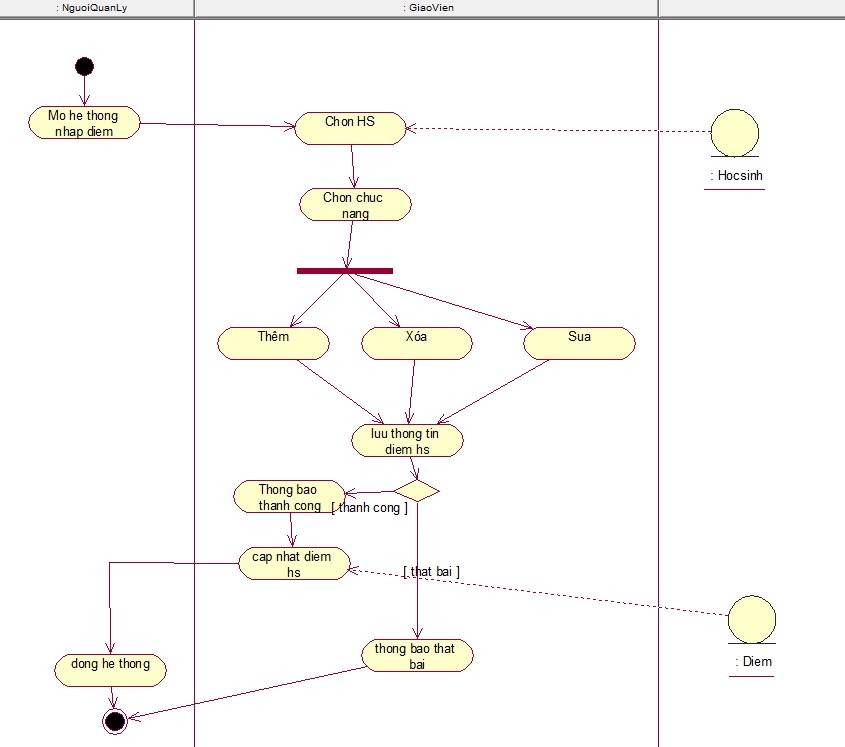 : NguoiQuanLy
: GiaoVien
Mo he thong
nhap diem
Chon HS
: Hocsinh
Chon chuc
nang
Thêm
Xóa
Sua
luu thong tin
diem hs
Thong bao
thanh cong
[ thanh cong ]
cap nhat diem
hs
[ that bai ]
: Diem
dong he thong
thong bao that
bai